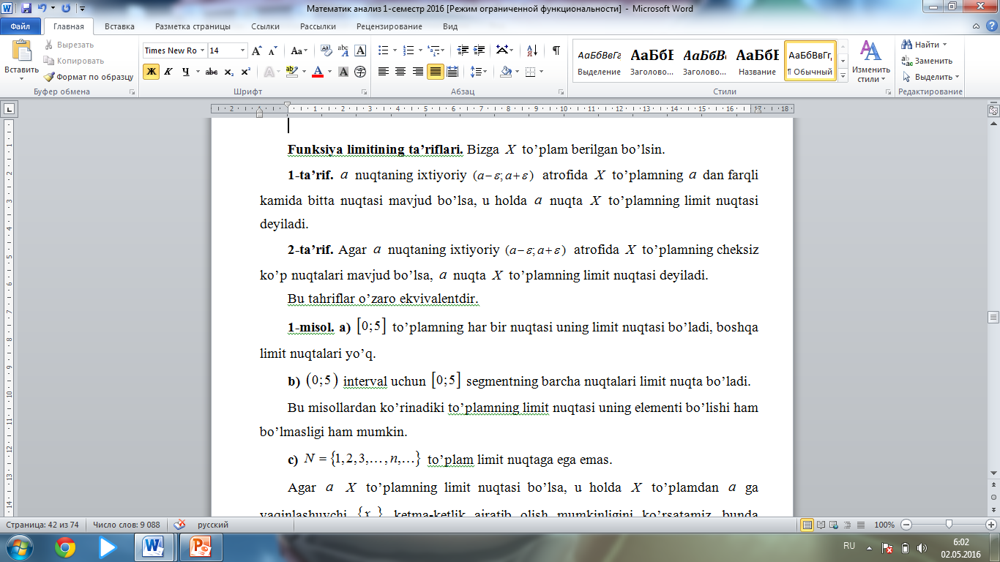 Математик анализ 1-семестр 2016 [Режим ограниченной функциональности] - Microsoft Word
Файл Главная Вставка Разметка страницы Ссылки Рассылки Рецензирование Вид
Вставить
Вырезать
Копировать
Формат по образцу
Буфер обмена
Times New Ro 14
Ж К Ч abc x₂ x²
Шрифт
Абзац
АаБбВвГг АаБбВ АаБбВв АаБбВ АаБбВвГг,
Выделение Заголово... Заголово... Название ¶ Обычный
Стили
Изменить стили
Найти
Заменить
Выделить
Редактирование
2 1 1 2 3 4 5 6 7 8 9 10 11 12 13 14 15 16 17 18
Funksiya limitining ta’riflari. Bizga X to’plam berilgan bo’lsin.
1-ta’rif. a nuqtaning ixtiyoriy (a−ε; a+ε) atrofida X to’plamning a dan farqli
kamida bitta nuqtasi mavjud bo’lsa, u holda a nuqta X to’plamning limit nuqtasi
deyiladi.
2-ta’rif. Agar a nuqtaning ixtiyoriy (a−ε; a+ε) atrofida X to’plamning cheksiz
ko’p nuqtalari mavjud bo’lsa, a nuqta X to’plamning limit nuqtasi deyiladi.
Bu tahriflar o’zaro ekvivalentdir.
1-misol. a) [0;5] to’plamning har bir nuqtasi uning limit nuqtasi bo’ladi, boshqa
limit nuqtalari yo’q.
b) (0;5) interval uchun [0;5] segmentning barcha nuqtalari limit nuqta bo’ladi.
Bu misollardan ko’rinadiki to’plamning limit nuqtasi uning elementi bo’lishi ham
bo’lmasligi ham mumkin.
c) N = {1,2,3,…,n,…} to’plam limit nuqtaga ega emas.
Agar a X to’plamning limit nuqtasi bo’lsa, u holda X to’plamdan a ga
yaqinlashuvchi {x } ketma-ketlik ajratib olish mumkinligini ko’rsatamiz, bunda
Страница: 42 из 74 Число слов: 9 088 русский 100%
RU 6:02
02.05.2016